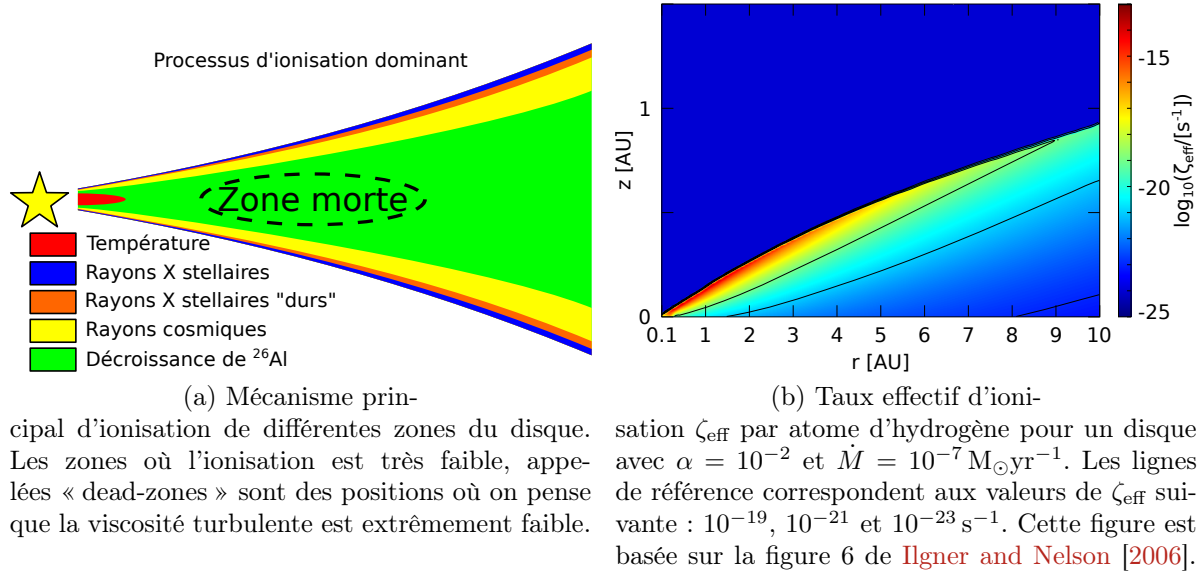 Processus d'ionisation dominant
Zone morte
Température
Rayons X stellaires
Rayons X stellaires "durs"
Rayons cosmiques
Décroissance de ²⁶Al
(a) Mécanisme prin-
cipal d'ionisation de différentes zones du disque.
Les zones où l'ionisation est très faible, appe-
lées « dead-zones » sont des positions où on pense
que la viscosité turbulente est extrêmement faible.
z [AU]
1
0
0.1 1 2 3 4 5 6 7 8 9 10
r [AU]
-15
-20
-25
log₁₀(ζeff/[s⁻¹])
(b) Taux effectif d'ioni-
sation ζeff par atome d'hydrogène pour un disque
avec α = 10⁻² et Ṁ = 10⁻⁷ M⊙yr⁻¹. Les lignes
de référence correspondent aux valeurs de ζeff sui-
vante : 10⁻¹⁹, 10⁻²¹ et 10⁻²³ s⁻¹. Cette figure est
basée sur la figure 6 de Ilgner and Nelson [2006].